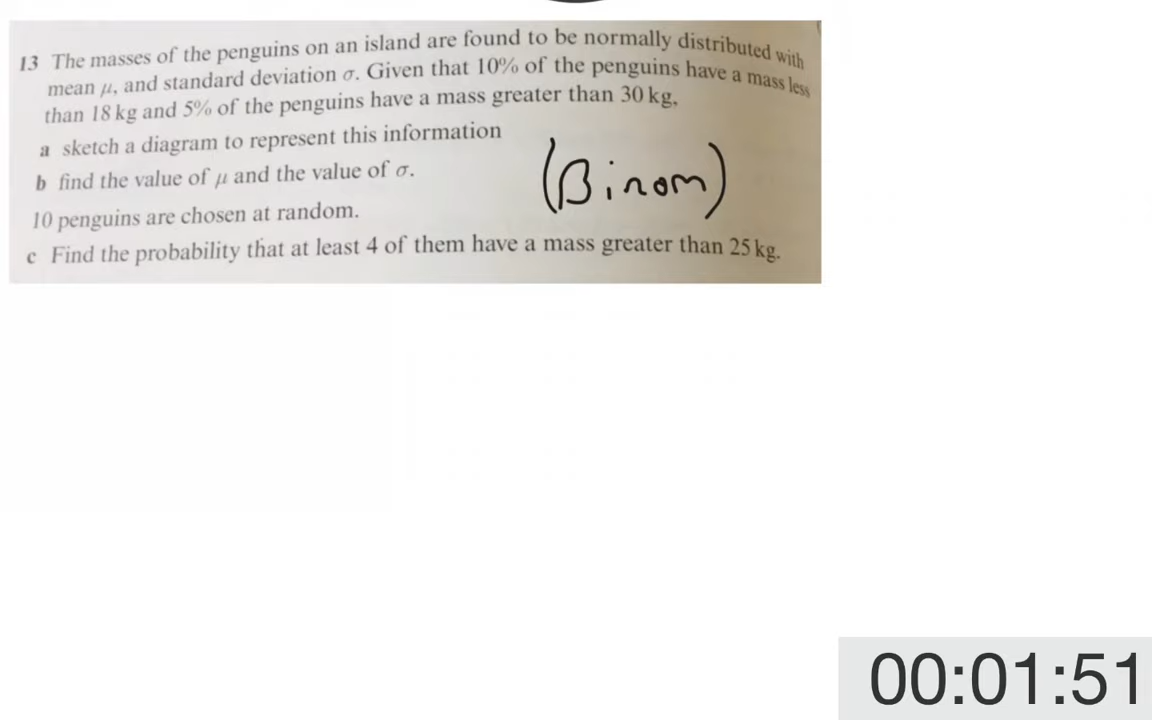 13 The masses of the penguins on an island are found to be normally distributed with
mean μ, and standard deviation σ. Given that 10% of the penguins have a mass less
than 18 kg and 5% of the penguins have a mass greater than 30 kg,
a sketch a diagram to represent this information
b find the value of μ and the value of σ.
(Binom)
10 penguins are chosen at random.
c Find the probability that at least 4 of them have a mass greater than 25 kg.
00:01:51